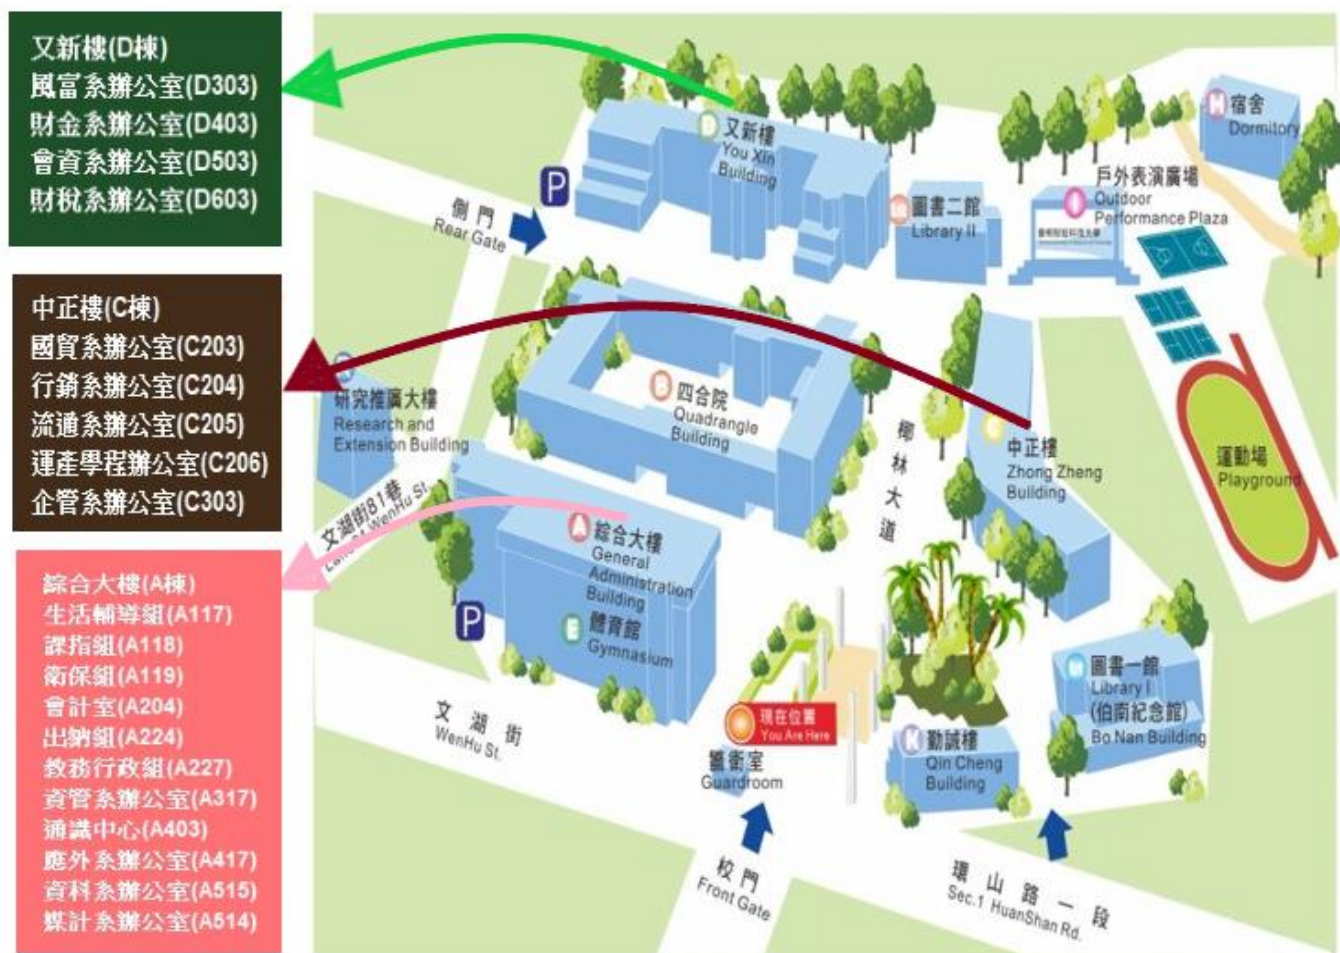 又新樓(D棟)
風富系辦公室(D303)
財金系辦公室(D403)
會資系辦公室(D503)
財稅系辦公室(D603)
中正樓(C棟)
國貿系辦公室(C203)
行銷系辦公室(C204)
流通系辦公室(C205)
運產學程辦公室(C206)
企管系辦公室(C303)
綜合大樓(A棟)
生活輔導組(A117)
課指組(A118)
衛保組(A119)
會計室(A204)
出納組(A224)
教務行政組(A227)
資管系辦公室(A317)
通識中心(A403)
應外系辦公室(A417)
資科系辦公室(A515)
媒計系辦公室(A514)
D 又新樓
You Xin
Building
H 宿舍
Dormitory
戶外表演廣場
Outdoor
Performance Plaza
圖書二館
Library II
P
側門
Rear Gate
研究推廣大樓
Research and
Extension Building
B 四合院
Quadrangle
Building
椰林大道
中正樓
Zhong Zheng
Building
運動場
Playground
文湖街81巷
WenHu St.
A 綜合大樓
General
Administration
Building
E 體育館
Gymnasium
P
文湖街
WenHu St.
現在位置
You Are Here
警衛室
Guardroom
K 勤誠樓
Qin Cheng
Building
圖書一館
Library I
(伯南紀念館)
Bo Nan Building
校門
Front Gate
環山路一段
Sec.1 HuanShan Rd.